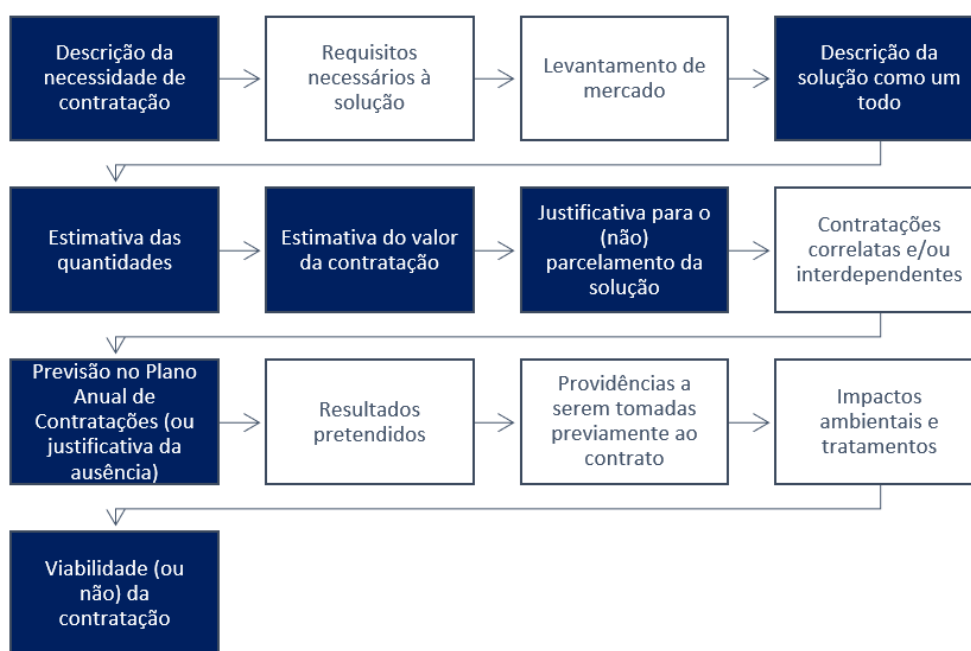 Descrição da
necessidade de
contratação
Requisitos
necessários à
solução
Levantamento de
mercado
Descrição da
solução como um
todo
Estimativa das
quantidades
Estimativa do valor
da contratação
Justificativa para o
(não)
parcelamento da
solução
Contratações
correlatas e/ou
interdependentes
Previsão no Plano
Anual de
Contratações (ou
justificativa da
ausência)
Resultados
pretendidos
Providências a
serem tomadas
previamente ao
contrato
Impactos
ambientais e
tratamentos
Viabilidade (ou
não) da
contratação